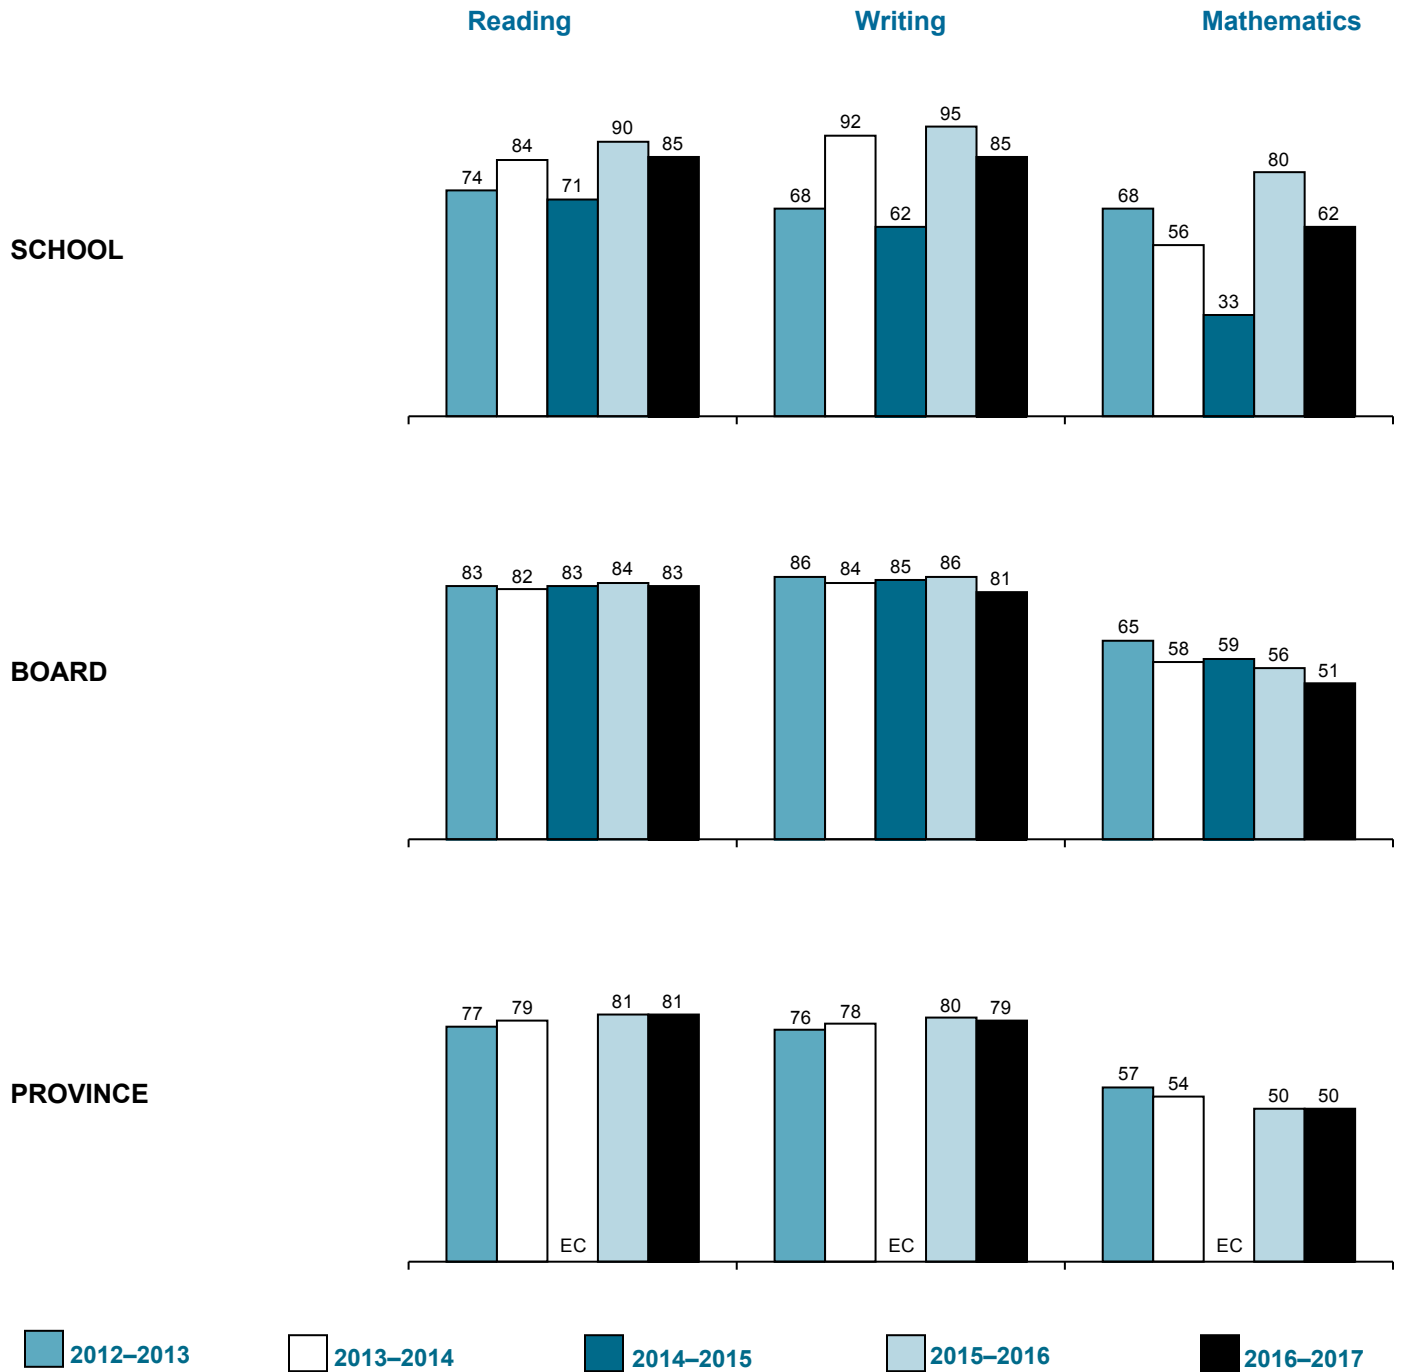 Reading Writing Mathematics
SCHOOL
74 84 71 90 85 68 92 62 95 85 68 56 33 80 62
BOARD
83 82 83 84 83 86 84 85 86 81 65 58 59 56 51
PROVINCE
77 79 EC 81 81 76 78 EC 80 79 57 54 EC 50 50
2012–2013 2013–2014 2014–2015 2015–2016 2016–2017